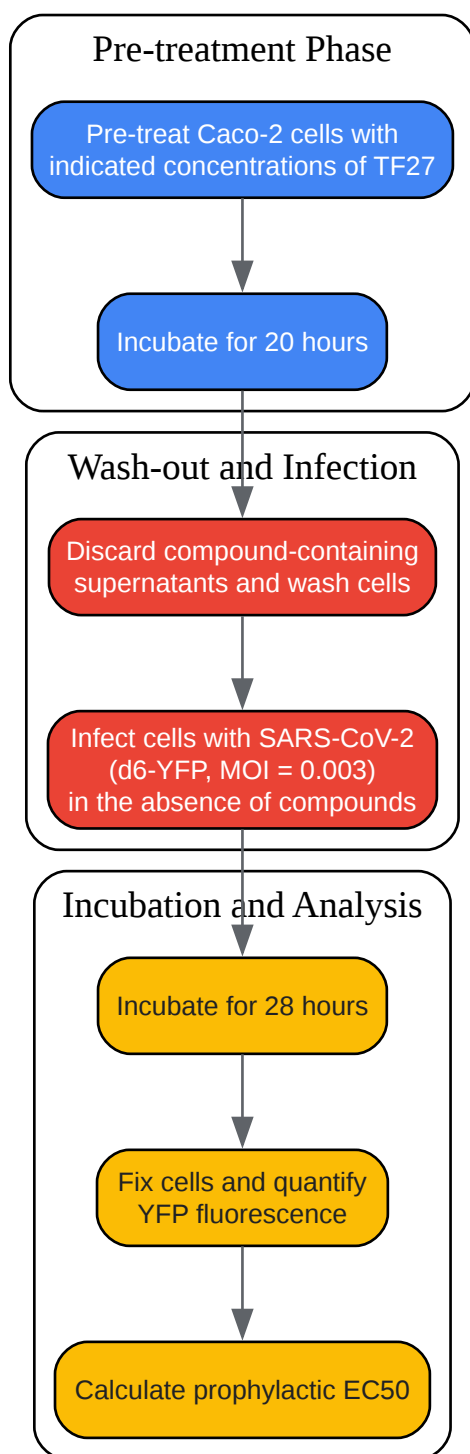 Pre-treatment Phase
Pre-treat Caco-2 cells with
indicated concentrations of TF27
Incubate for 20 hours
Wash-out and Infection
Discard compound-containing
supernatants and wash cells
Infect cells with SARS-CoV-2
(d6-YFP, MOI = 0.003)
in the absence of compounds
Incubation and Analysis
Incubate for 28 hours
Fix cells and quantify
YFP fluorescence
Calculate prophylactic EC50